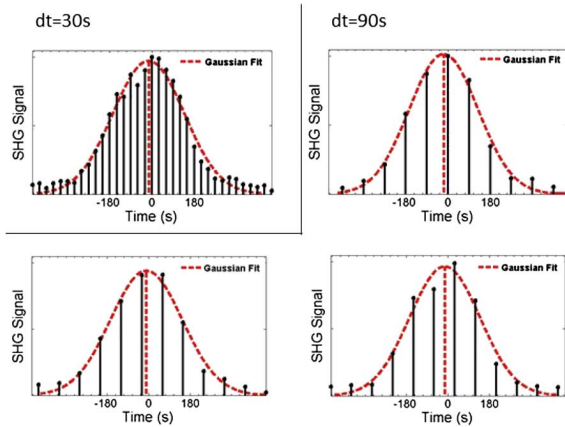 dt=30s
dt=90s
Gaussian Fit
SHG Signal
-180 0 180
Time (s)
Gaussian Fit
SHG Signal
-180 0 180
Time (s)
Gaussian Fit
SHG Signal
-180 0 180
Time (s)
Gaussian Fit
SHG Signal
-180 0 180
Time (s)